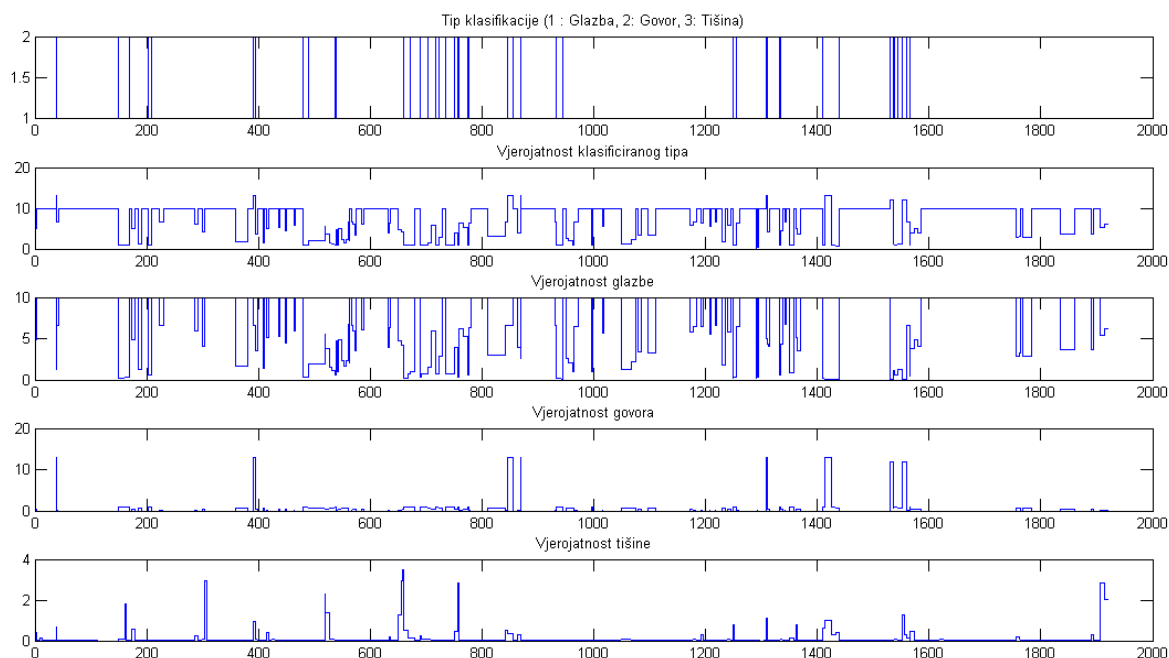 Tip klasifikacije (1 : Glazba, 2: Govor, 3: Tišina)
2
1.5
1
0 200 400 600 800 1000 1200 1400 1600 1800 2000
Vjerojatnost klasificiranog tipa
20
10
0
0 200 400 600 800 1000 1200 1400 1600 1800 2000
Vjerojatnost glazbe
10
5
0
0 200 400 600 800 1000 1200 1400 1600 1800 2000
Vjerojatnost govora
20
10
0
0 200 400 600 800 1000 1200 1400 1600 1800 2000
Vjerojatnost tišine
4
2
0
0 200 400 600 800 1000 1200 1400 1600 1800 2000